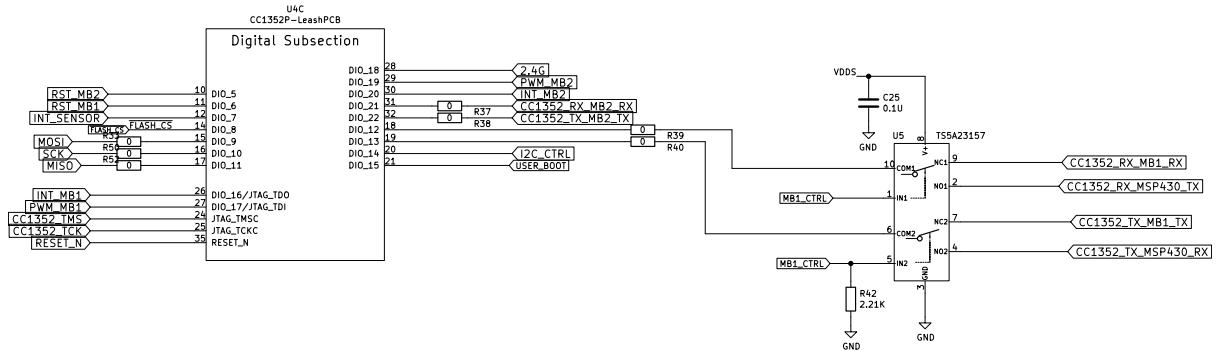 U4C
CC1352P-LeashPCB
Digital Subsection
RST_MB2 10 DIO_5
RST_MB1 11 DIO_6
INT_SENSOR 12 DIO_7
FLASH_CS FLASH_CS 14 DIO_8
R33
MOSI 0 15 DIO_9
R50
SCK 0 16 DIO_10
R52
MISO 0 17 DIO_11
INT_MB1 26 DIO_16/JTAG_TDO
PWM_MB1 27 DIO_17/JTAG_TDI
CC1352_TMS 24 JTAG_TMSC
CC1352_TCK 25 JTAG_TCKC
RESET_N 35 RESET_N
DIO_18 28 2.4G
DIO_19 29 PWM_MB2
DIO_20 30 INT_MB2
DIO_21 31 0 R37 CC1352_RX_MB2_RX
DIO_22 32 0 R38 CC1352_TX_MB2_TX
DIO_12 18 0 R39
DIO_13 19 0 R40
DIO_14 20 I2C_CTRL
DIO_15 21 USER_BOOT
VDDS
C25
0.1U
GND
U5 TS5A23157
8 V+
10 COM1 NC1 9 CC1352_RX_MB1_RX
NO1 2 CC1352_RX_MSP430_TX
MB1_CTRL 1 IN1
NC2 7 CC1352_TX_MB1_TX
6 COM2
NO2 4 CC1352_TX_MSP430_RX
MB1_CTRL 5 IN2
GND 3
R42
2.21K
GND
GND